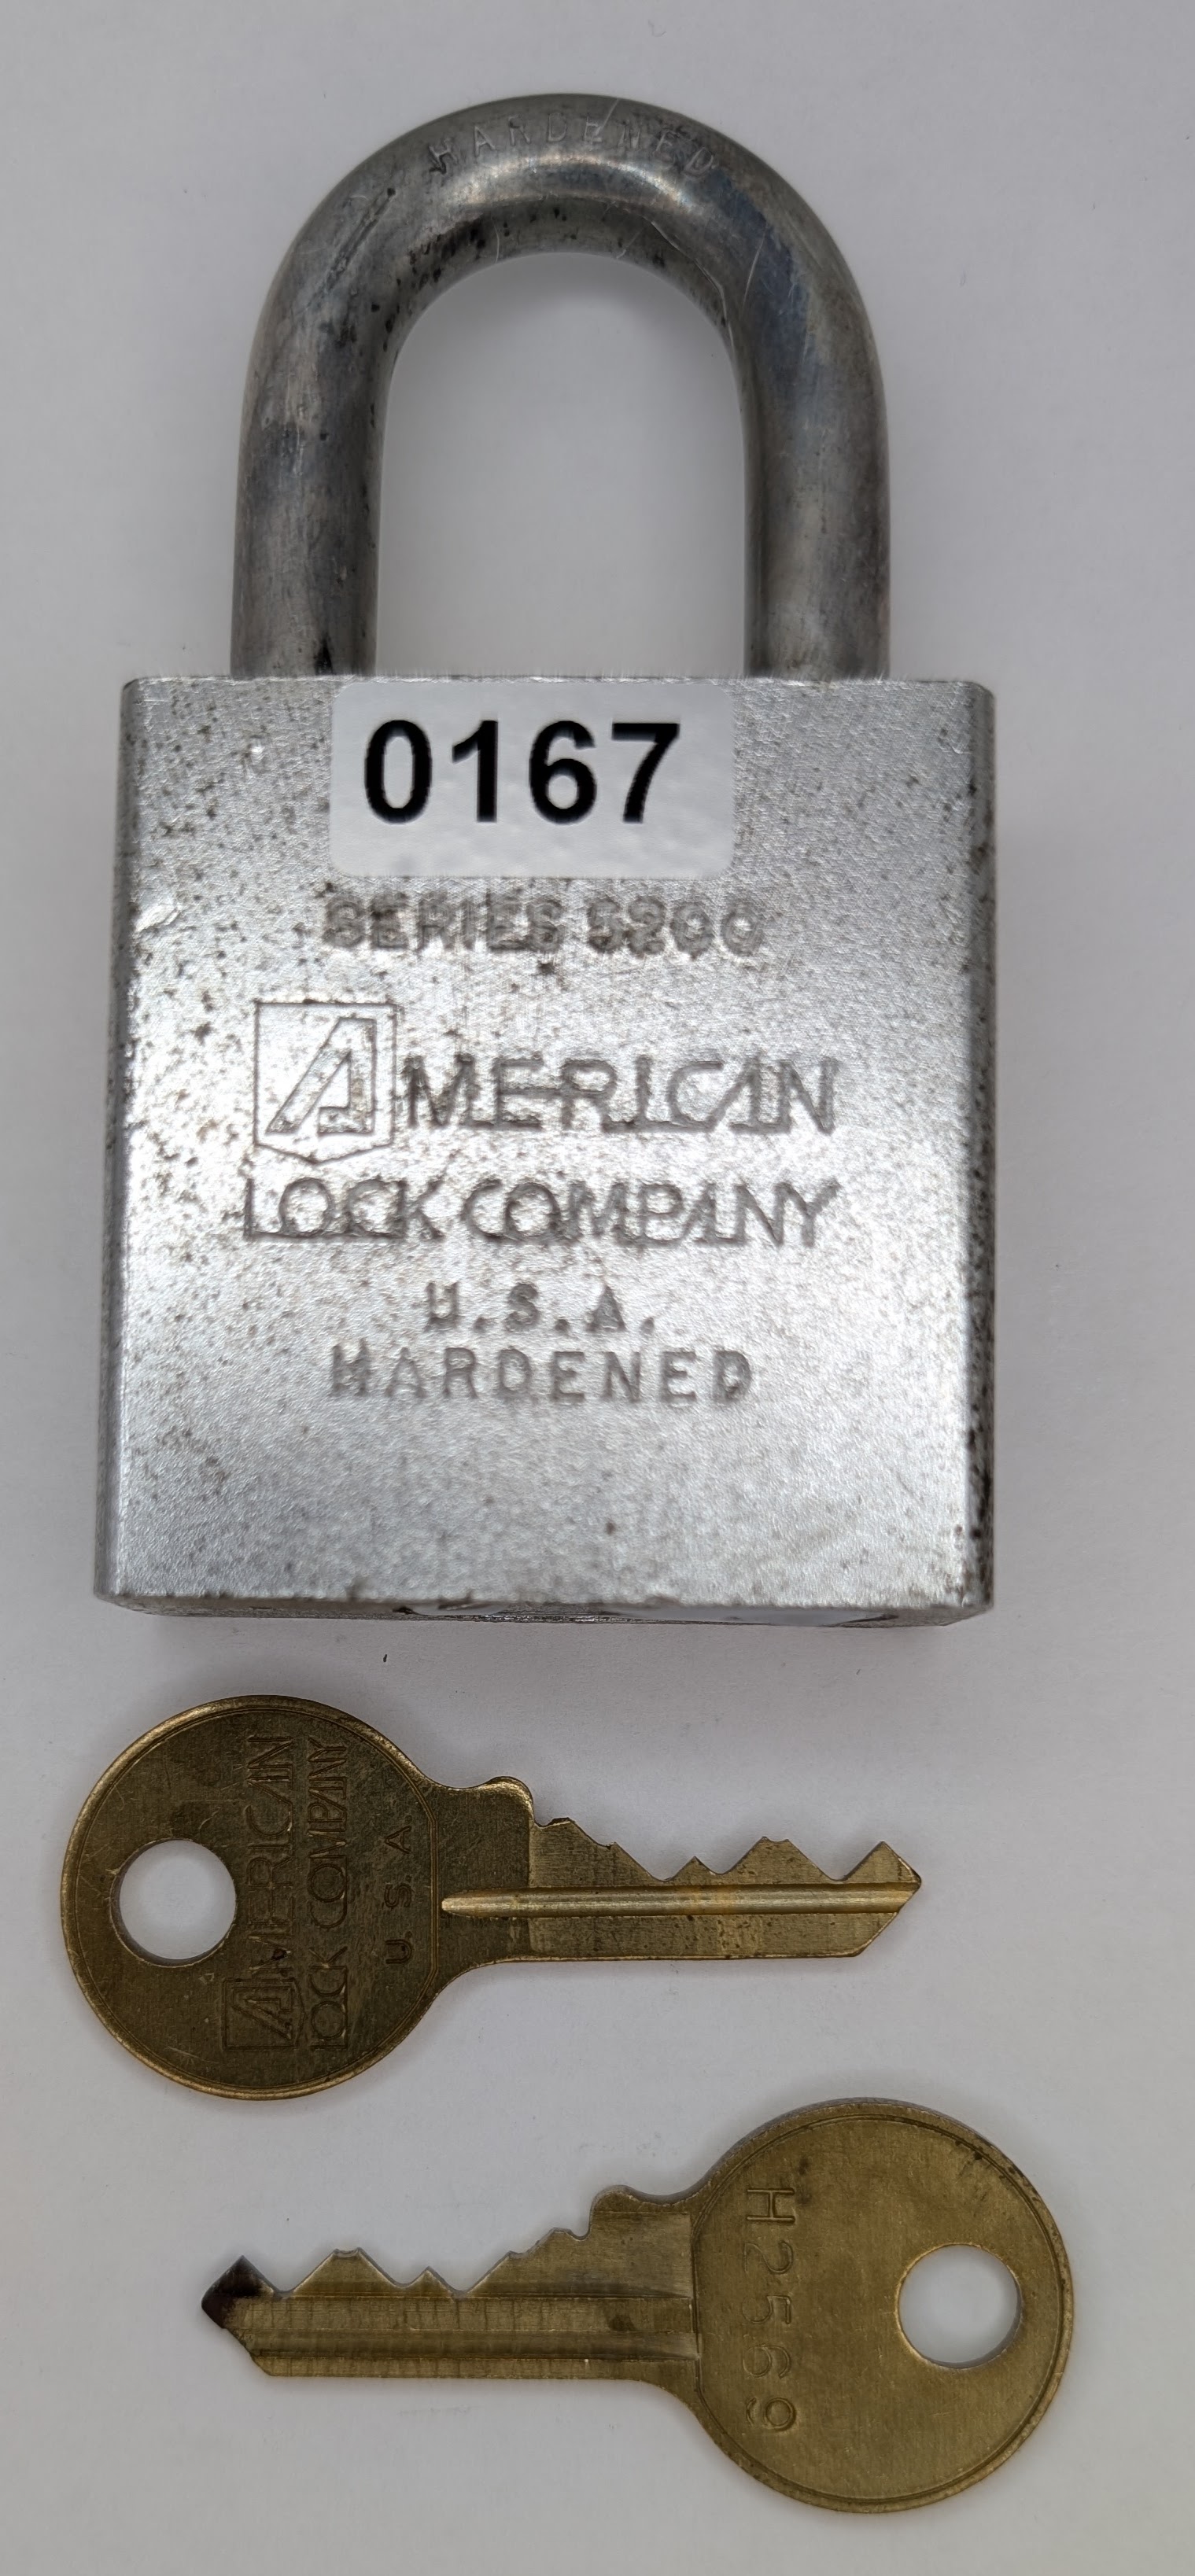 HARDENED
0167
SERIES 5200
AMERICAN
LOCK COMPANY
U.S.A.
HARDENED
AMERICAN
LOCK COMPANY
U.S.A.
H2569